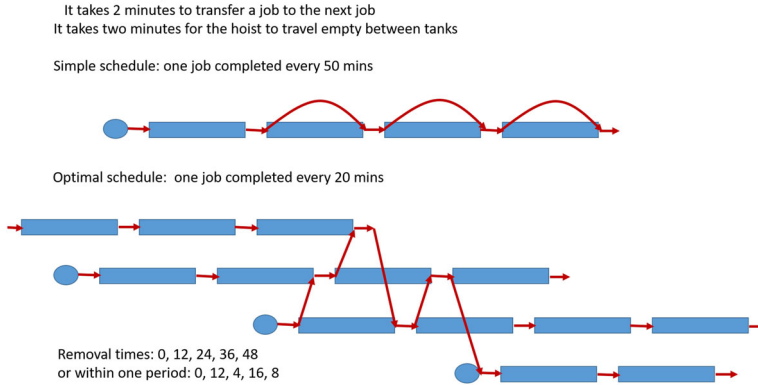 It takes 2 minutes to transfer a job to the next job
It takes two minutes for the hoist to travel empty between tanks
Simple schedule: one job completed every 50 mins
Optimal schedule: one job completed every 20 mins
Removal times: 0, 12, 24, 36, 48
or within one period: 0, 12, 4, 16, 8